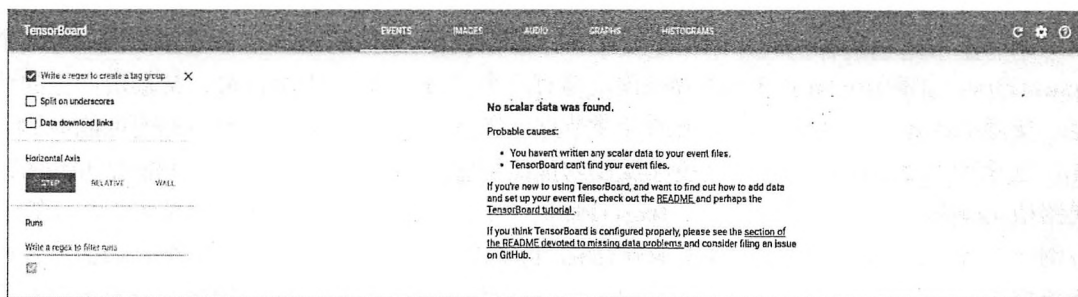 TensorBoard
EVENTS IMAGES AUDIO GRAPHS HISTOGRAMS
Write a regex to create a tag group
Split on underscores
Data download links
Horizontal Axis
STEP RELATIVE WALL
Runs
Write a regex to filter runs
No scalar data was found.
Probable causes:
• You haven't written any scalar data to your event files.
• TensorBoard can't find your event files.
If you're new to using TensorBoard, and want to find out how to add data
and set up your event files, check out the README and perhaps the
TensorBoard tutorial.
If you think TensorBoard is configured properly, please see the section of
the README devoted to missing data problems and consider filing an issue
on GitHub.